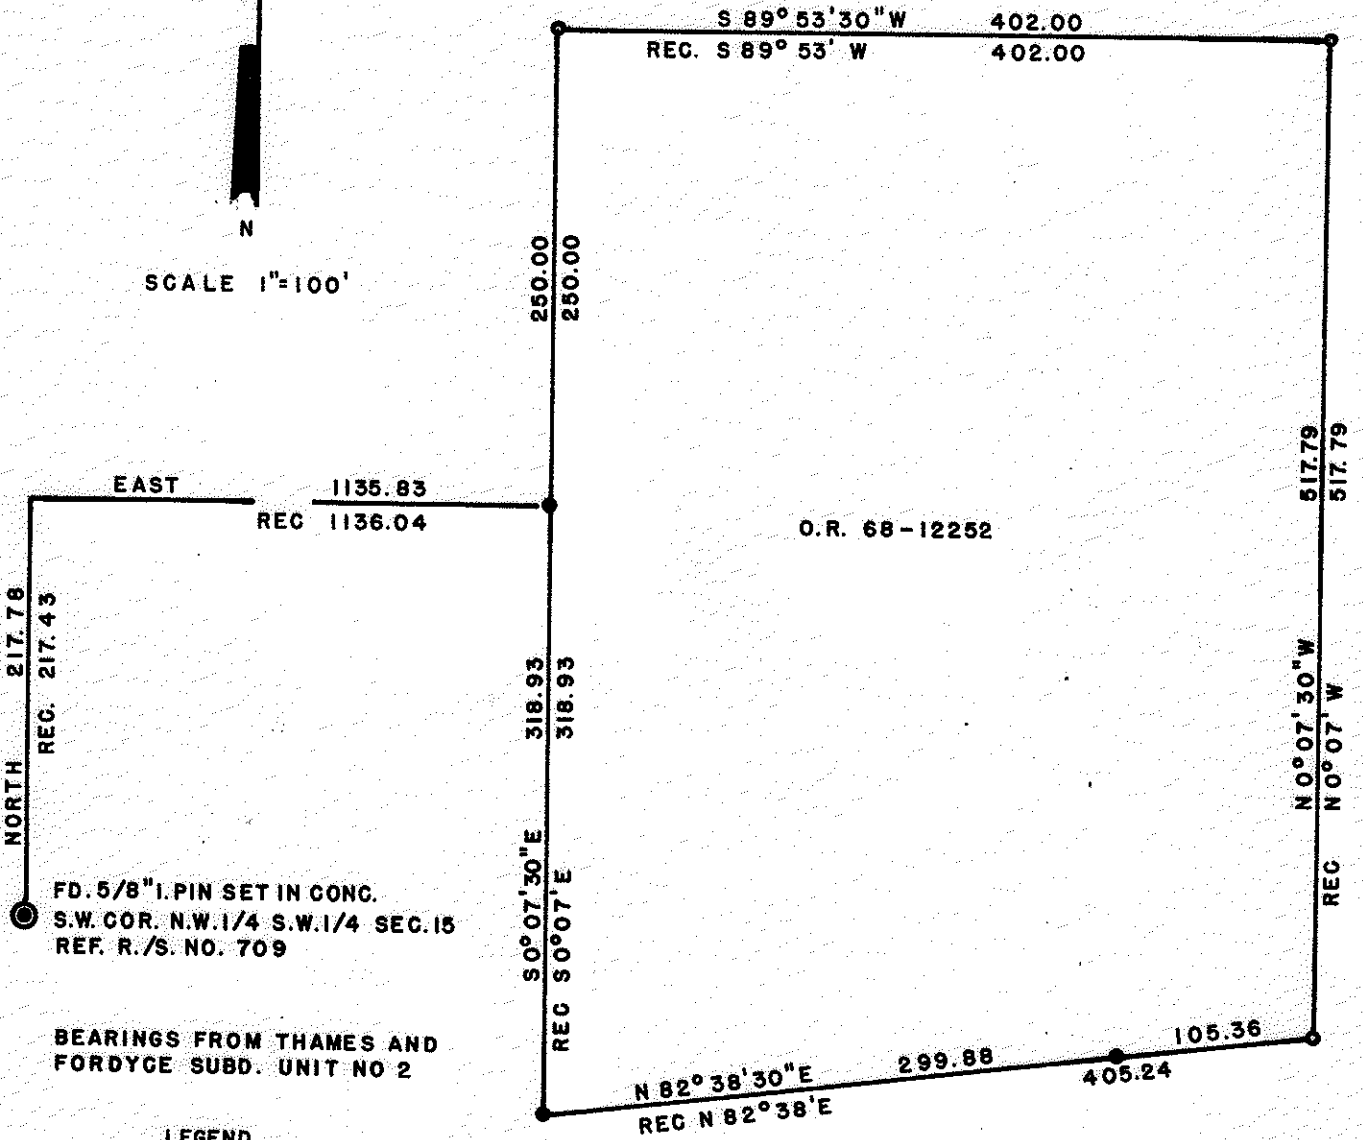 S 89° 53'30"W 402.00
REC. S 89° 53' W 402.00
N
SCALE 1"=100'
250.00
250.00
EAST 1135.83
REC 1136.04
O.R. 68-12252
517.79
517.79
NORTH 217.78
REC. 217.43
318.93
318.93
N 0° 07' 30" W
REC N 0° 07' W
S 0° 07' 30" E
REC S 0° 07' E
FD. 5/8" I. PIN SET IN CONC.
S.W. COR. N.W. 1/4 S.W. 1/4 SEC. 15
REF. R./S. NO. 709
BEARINGS FROM THAMES AND
FORDYCE SUBD. UNIT NO 2
N 82° 38' 30" E 299.88 105.36
REC N 82° 38' E 405.24
LEGEND